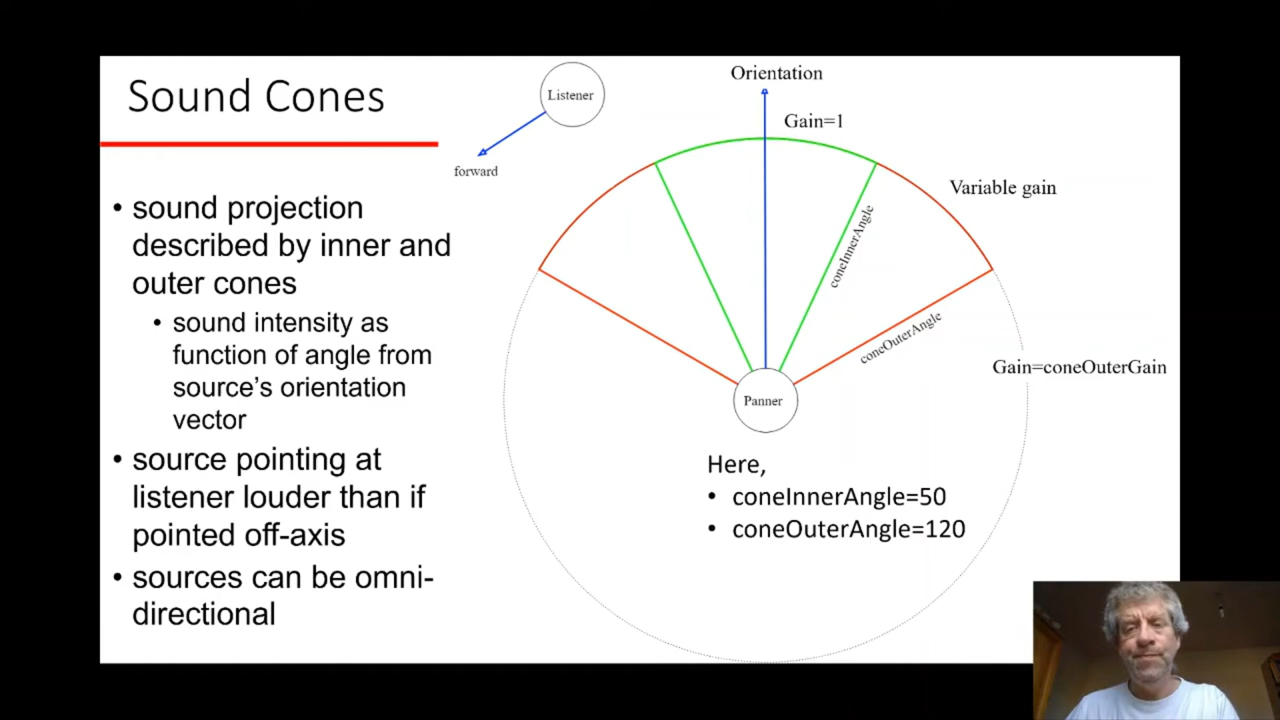 Sound Cones
• sound projection
described by inner and
outer cones
• sound intensity as
function of angle from
source's orientation
vector
• source pointing at
listener louder than if
pointed off-axis
• sources can be omni-
directional
Listener
forward
Orientation
Gain=1
Variable gain
coneInnerAngle
coneOuterAngle
Gain=coneOuterGain
Panner
Here,
• coneInnerAngle=50
• coneOuterAngle=120